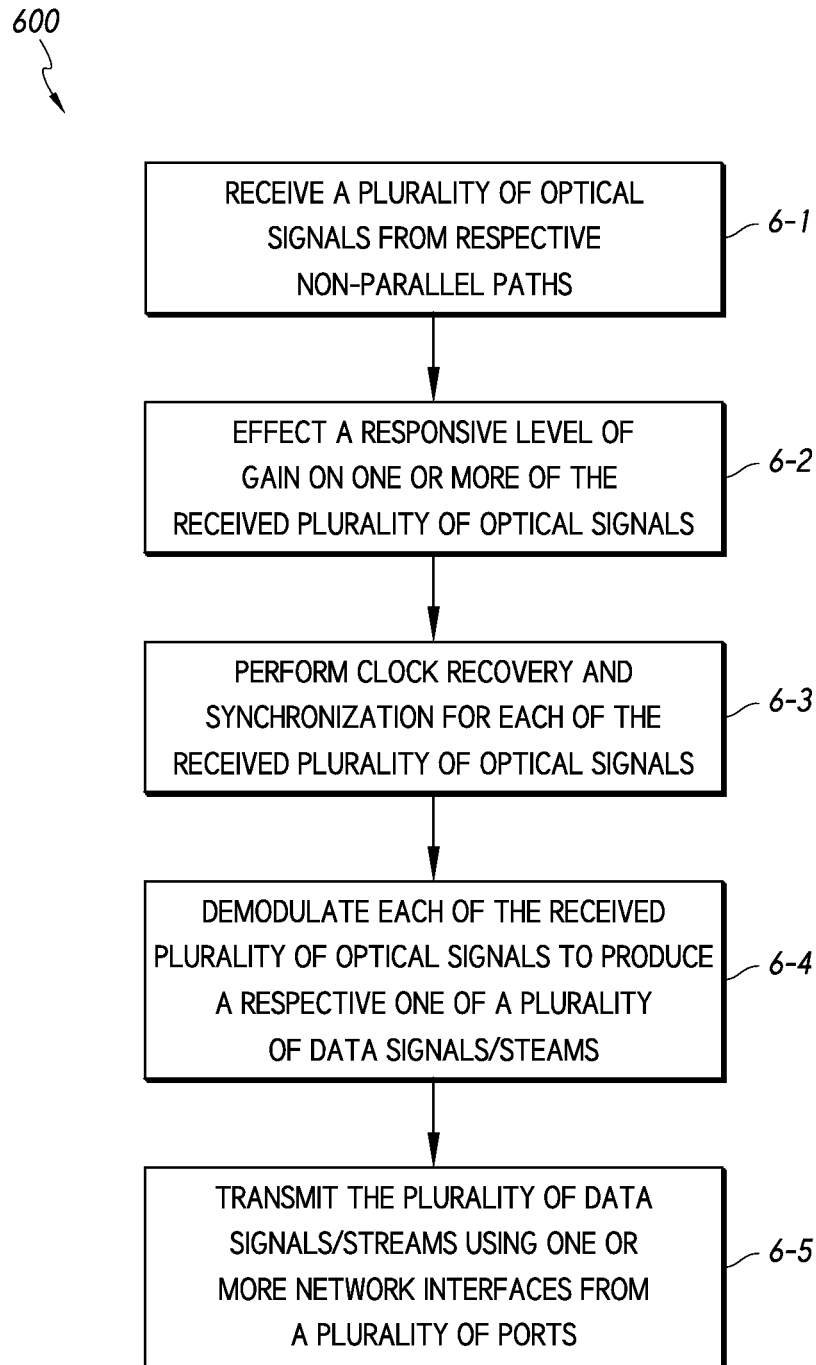 600
RECEIVE A PLURALITY OF OPTICAL
SIGNALS FROM RESPECTIVE
NON-PARALLEL PATHS
6-1
EFFECT A RESPONSIVE LEVEL OF
GAIN ON ONE OR MORE OF THE
RECEIVED PLURALITY OF OPTICAL SIGNALS
6-2
PERFORM CLOCK RECOVERY AND
SYNCHRONIZATION FOR EACH OF THE
RECEIVED PLURALITY OF OPTICAL SIGNALS
6-3
DEMODULATE EACH OF THE RECEIVED
PLURALITY OF OPTICAL SIGNALS TO PRODUCE
A RESPECTIVE ONE OF A PLURALITY
OF DATA SIGNALS/STEAMS
6-4
TRANSMIT THE PLURALITY OF DATA
SIGNALS/STREAMS USING ONE OR
MORE NETWORK INTERFACES FROM
A PLURALITY OF PORTS
6-5